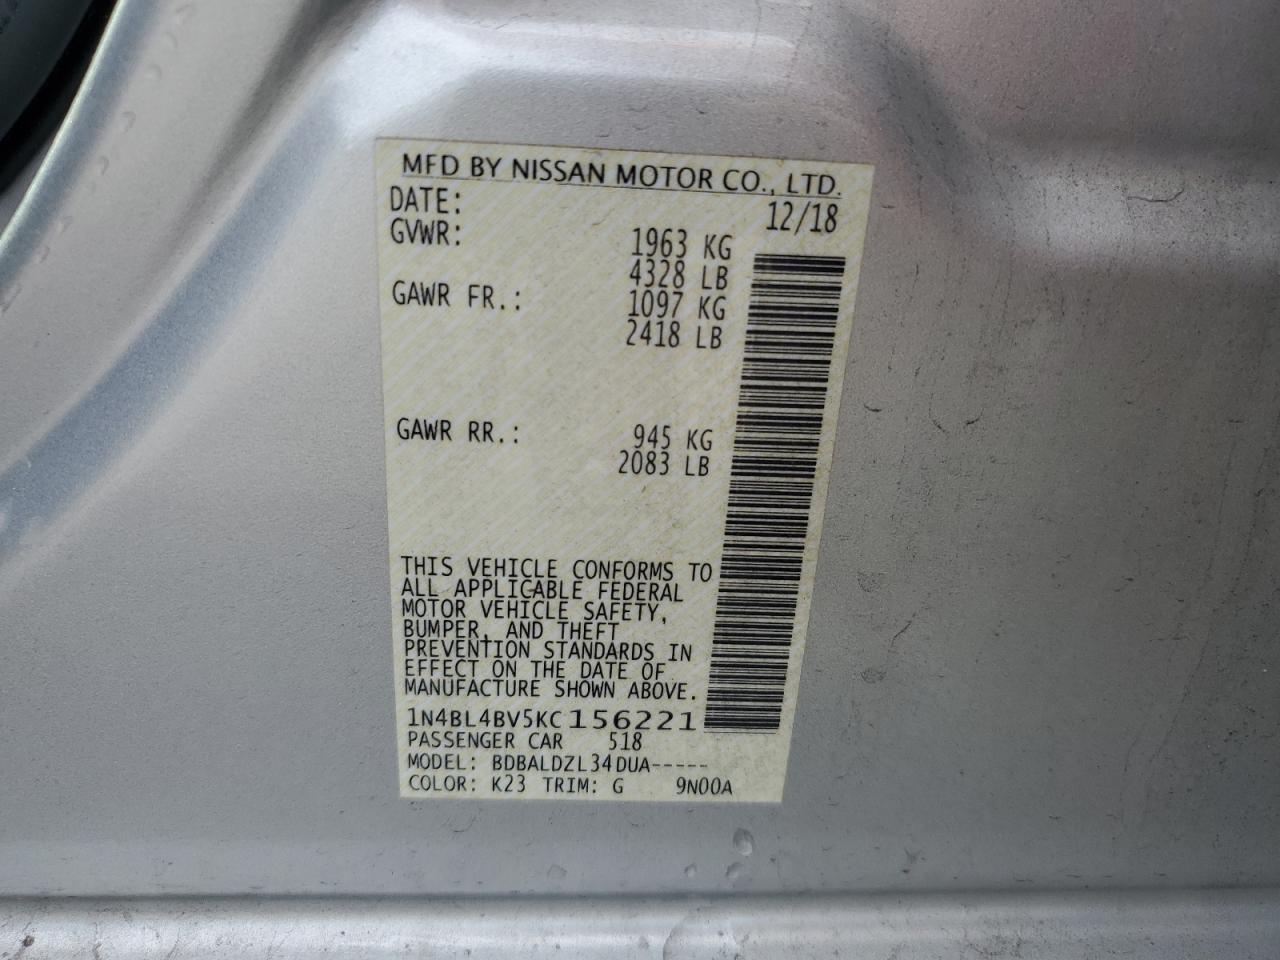 MFD BY NISSAN MOTOR CO., LTD.
DATE: 12/18
GVWR: 1963 KG
4328 LB
GAWR FR.: 1097 KG
2418 LB
GAWR RR.: 945 KG
2083 LB
THIS VEHICLE CONFORMS TO
ALL APPLICABLE FEDERAL
MOTOR VEHICLE SAFETY,
BUMPER, AND THEFT
PREVENTION STANDARDS IN
EFFECT ON THE DATE OF
MANUFACTURE SHOWN ABOVE.
1N4BL4BV5KC156221
PASSENGER CAR 518
MODEL: BDBALDZL34DUA-----
COLOR: K23 TRIM: G 9N00A